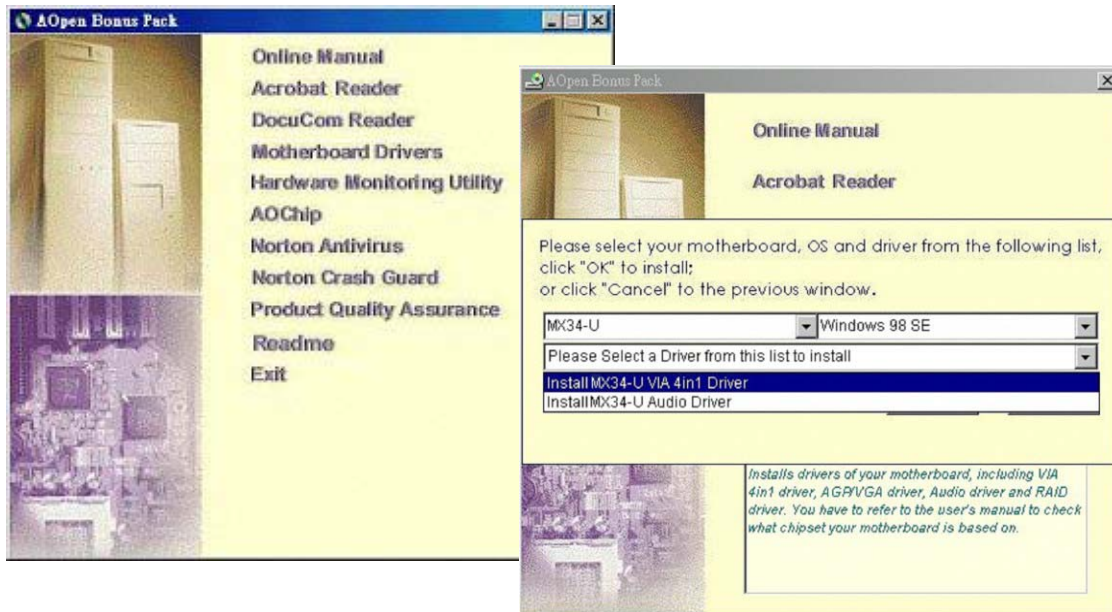 AOpen Bonus Pack
Online Manual
Acrobat Reader
DocuCom Reader
Motherboard Drivers
Hardware Monitoring Utility
AOChip
Norton Antivirus
Norton Crash Guard
Product Quality Assurance
Readme
Exit
AOpen Bonus Pack
Online Manual
Acrobat Reader
Please select your motherboard, OS and driver from the following list,
click "OK" to install;
or click "Cancel" to the previous window.
MX34-U Windows 98 SE
Please Select a Driver from this list to install
Install MX34-U VIA 4in1 Driver
Install MX34-U Audio Driver
Installs drivers of your motherboard, including VIA
4in1 driver, AGP/VGA driver, Audio driver and RAID
driver. You have to refer to the user's manual to check
what chipset your motherboard is based on.